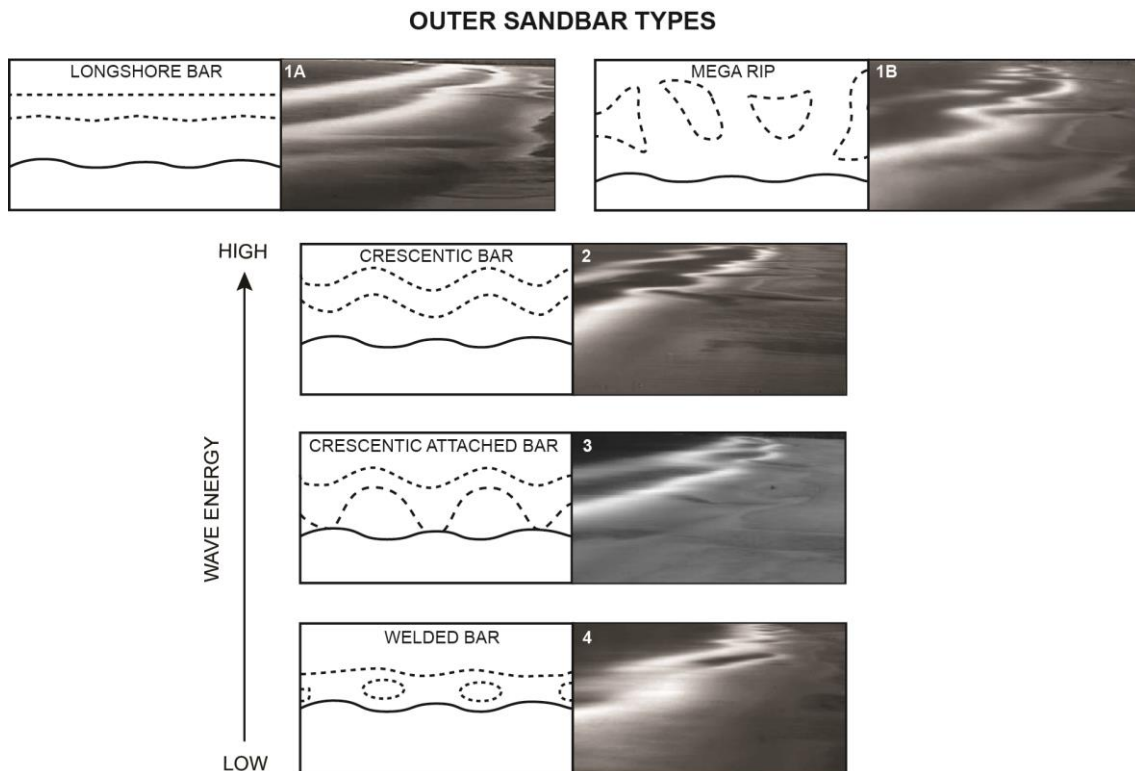 OUTER SANDBAR TYPES
LONGSHORE BAR
1A
MEGA RIP
1B
HIGH
CRESCENTIC BAR
2
WAVE ENERGY
CRESCENTIC ATTACHED BAR
3
WELDED BAR
4
LOW